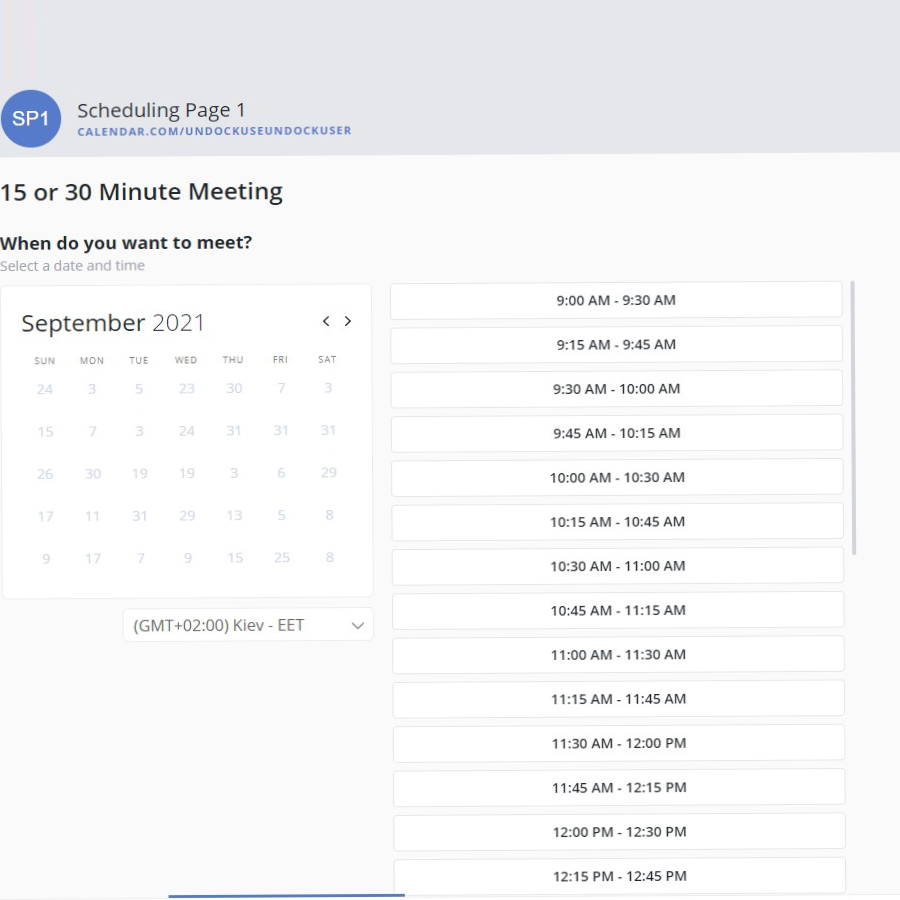 SP1
Scheduling Page 1
CALENDAR.COM/UNDOCKUSEUNDOCKUSER
15 or 30 Minute Meeting
When do you want to meet?
Select a date and time
September 2021
SUN MON TUE WED THU FRI SAT
24 3 5 23 30 7 3
15 7 3 24 31 31 31
26 30 19 19 3 6 29
17 11 31 29 13 5 8
9 17 7 9 15 25 8
(GMT+02:00) Kiev - EET
9:00 AM - 9:30 AM
9:15 AM - 9:45 AM
9:30 AM - 10:00 AM
9:45 AM - 10:15 AM
10:00 AM - 10:30 AM
10:15 AM - 10:45 AM
10:30 AM - 11:00 AM
10:45 AM - 11:15 AM
11:00 AM - 11:30 AM
11:15 AM - 11:45 AM
11:30 AM - 12:00 PM
11:45 AM - 12:15 PM
12:00 PM - 12:30 PM
12:15 PM - 12:45 PM